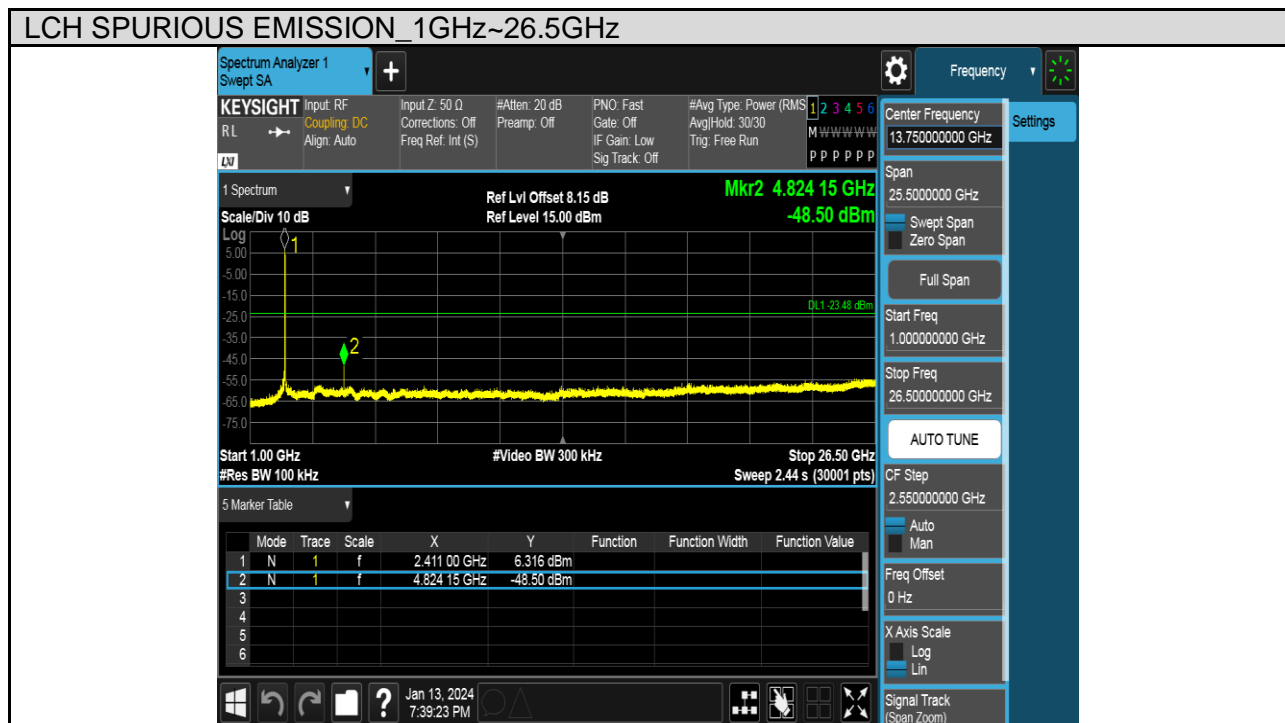 LCH SPURIOUS EMISSION_1GHz~26.5GHz
Spectrum Analyzer 1
Swept SA
Frequency
KEYSIGHT
RL
LXI
Input: RF
Coupling: DC
Align: Auto
Input Z: 50 Ω
Corrections: Off
Freq Ref: Int (S)
#Atten: 20 dB
Preamp: Off
PNO: Fast
Gate: Off
IF Gain: Low
Sig Track: Off
#Avg Type: Power (RMS
Avg|Hold: 30/30
Trig: Free Run
1 2 3 4 5 6
M W W W W W
P P P P P P
Center Frequency
13.750000000 GHz
Settings
Span
25.5000000 GHz
Swept Span
Zero Span
Full Span
Start Freq
1.000000000 GHz
Stop Freq
26.500000000 GHz
AUTO TUNE
CF Step
2.550000000 GHz
Auto
Man
Freq Offset
0 Hz
X Axis Scale
Log
Lin
Signal Track
(Span Zoom)
1 Spectrum
Scale/Div 10 dB
Ref Lvl Offset 8.15 dB
Ref Level 15.00 dBm
Mkr2 4.824 15 GHz
-48.50 dBm
Log
5.00
-5.00
-15.0
-25.0
-35.0
-45.0
-55.0
-65.0
-75.0
1
2
DL1 -23.48 dBm
Start 1.00 GHz
#Video BW 300 kHz
Stop 26.50 GHz
#Res BW 100 kHz
Sweep 2.44 s (30001 pts)
5 Marker Table
Mode Trace Scale X Y Function Function Width Function Value
1 N 1 f 2.411 00 GHz 6.316 dBm
2 N 1 f 4.824 15 GHz -48.50 dBm
3
4
5
6
?
Jan 13, 2024
7:39:23 PM